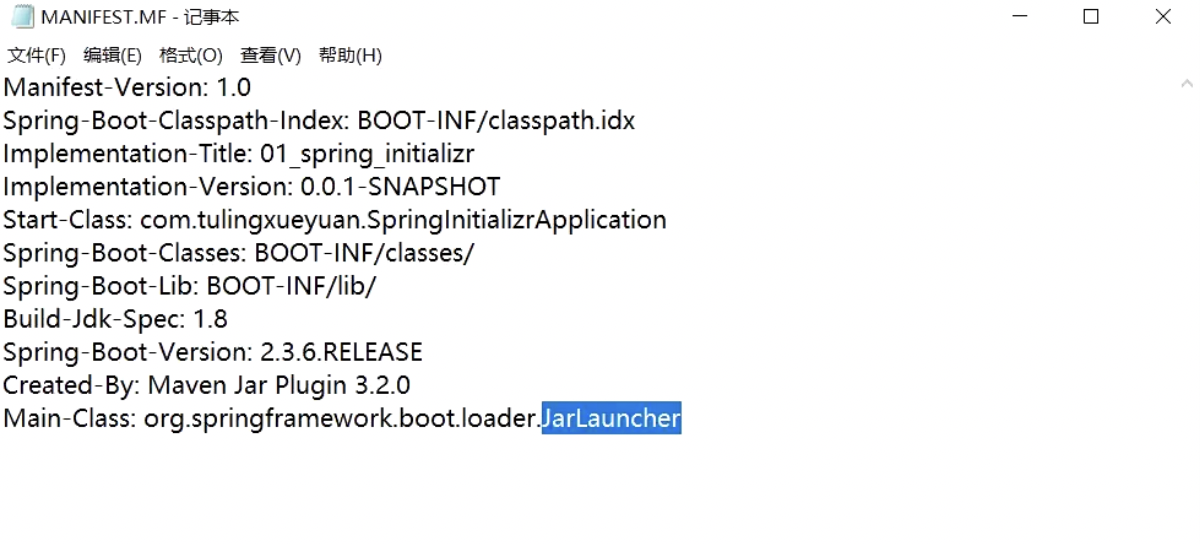 MANIFEST.MF - 记事本
文件(F) 编辑(E) 格式(O) 查看(V) 帮助(H)
Manifest-Version: 1.0
Spring-Boot-Classpath-Index: BOOT-INF/classpath.idx
Implementation-Title: 01_spring_initializr
Implementation-Version: 0.0.1-SNAPSHOT
Start-Class: com.tulingxueyuan.SpringInitializrApplication
Spring-Boot-Classes: BOOT-INF/classes/
Spring-Boot-Lib: BOOT-INF/lib/
Build-Jdk-Spec: 1.8
Spring-Boot-Version: 2.3.6.RELEASE
Created-By: Maven Jar Plugin 3.2.0
Main-Class: org.springframework.boot.loader.JarLauncher